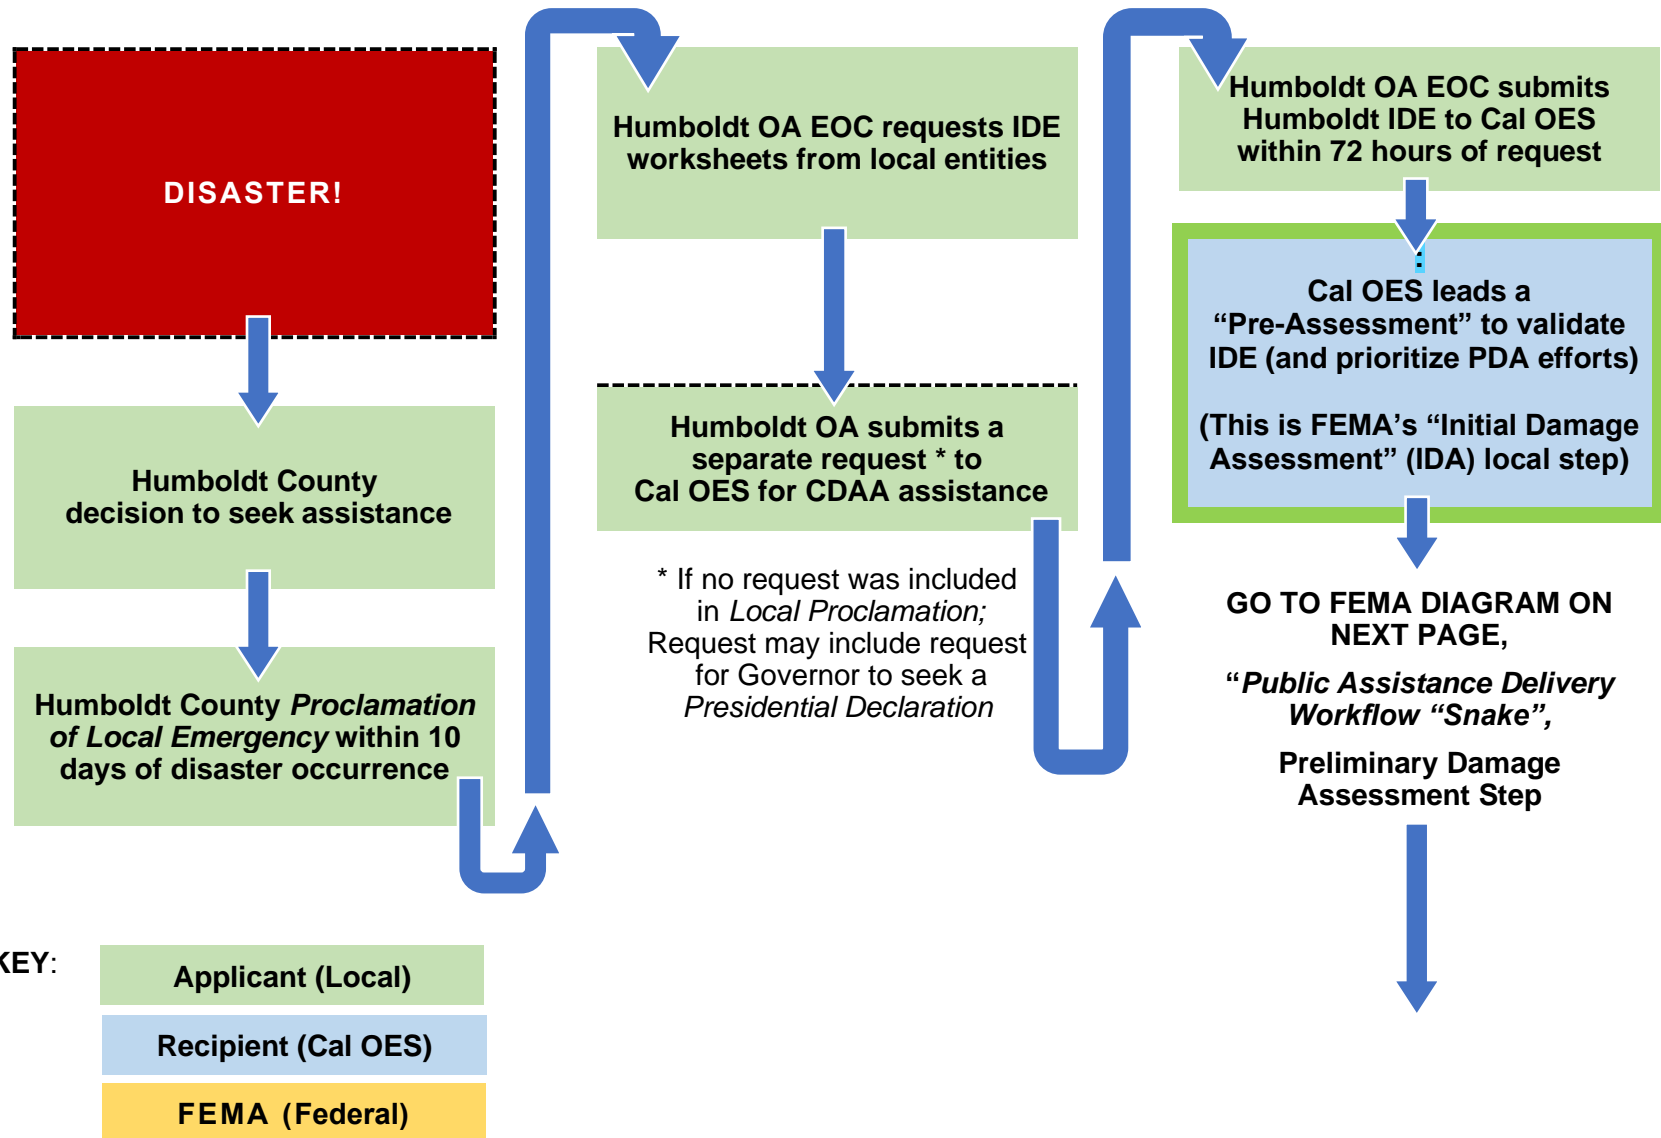 DISASTER!
Humboldt County
decision to seek assistance
Humboldt County Proclamation
of Local Emergency within 10
days of disaster occurrence
Humboldt OA EOC requests IDE
worksheets from local entities
Humboldt OA submits a
separate request * to
Cal OES for CDAA assistance
* If no request was included
in Local Proclamation;
Request may include request
for Governor to seek a
Presidential Declaration
Humboldt OA EOC submits
Humboldt IDE to Cal OES
within 72 hours of request
Cal OES leads a
“Pre-Assessment” to validate
IDE (and prioritize PDA efforts)
(This is FEMA’s “Initial Damage
Assessment” (IDA) local step)
GO TO FEMA DIAGRAM ON
NEXT PAGE,
“Public Assistance Delivery
Workflow “Snake”,
Preliminary Damage
Assessment Step
KEY:
Applicant (Local)
Recipient (Cal OES)
FEMA (Federal)